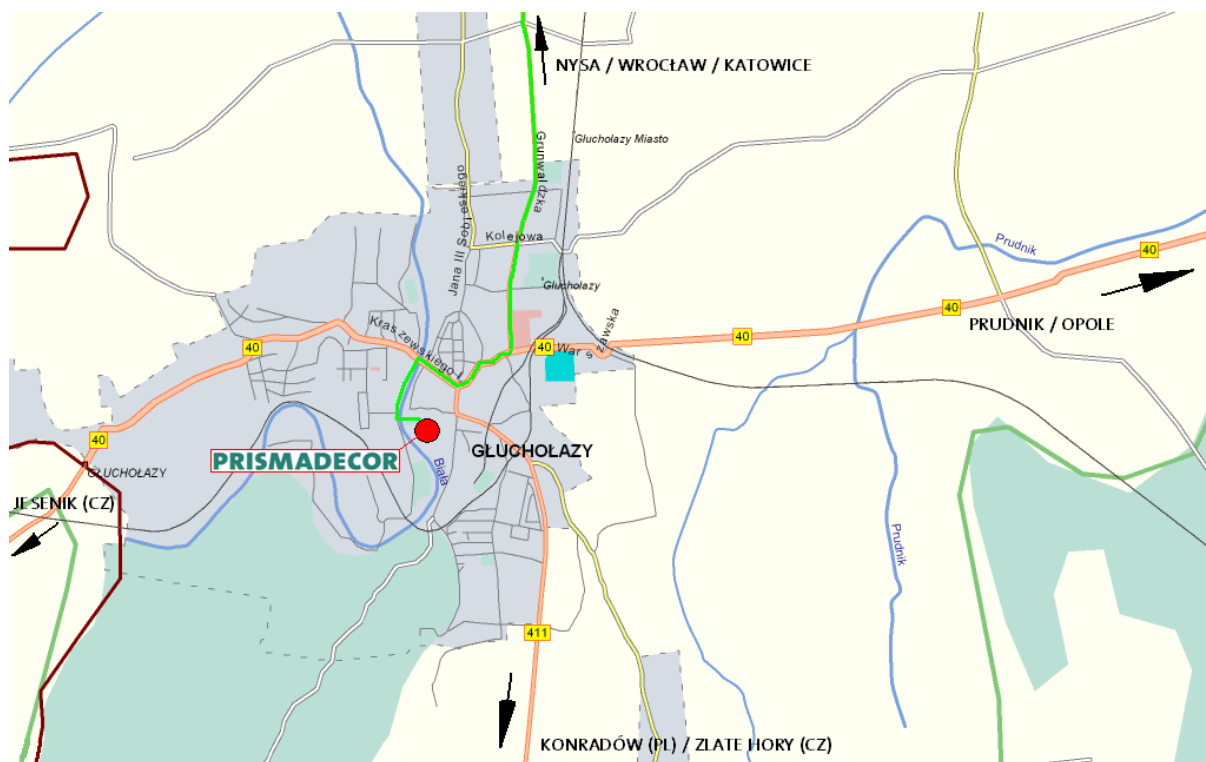 NYSA / WROCŁAW / KATOWICE
Głuchołazy Miasto
Grunwaldzka
Jana III Sobieskiego
Kolejowa
Prudnik
40
Głuchołazy
40
PRUDNIK / OPOLE
Kraszewskiego I
40
40
Warszawska
40
40
GŁUCHOŁAZY
PRISMADECOR
Biała
GŁUCHOŁAZY
JESENIK (CZ)
Prudnik
411
KONRADÓW (PL) / ZLATE HORY (CZ)